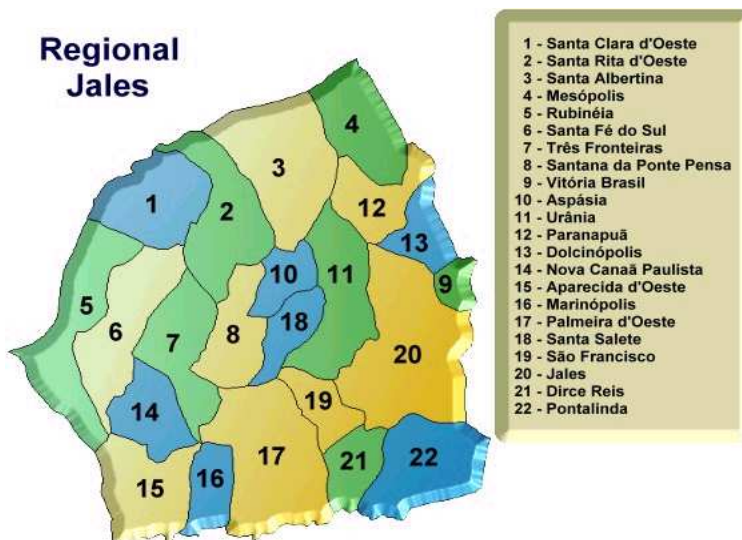 Regional
Jales
1 - Santa Clara d'Oeste
2 - Santa Rita d'Oeste
3 - Santa Albertina
4 - Mesópolis
5 - Rubinéia
6 - Santa Fé do Sul
7 - Três Fronteiras
8 - Santana da Ponte Pensa
9 - Vitória Brasil
10 - Aspásia
11 - Urânia
12 - Paranapuã
13 - Dolcinópolis
14 - Nova Canaã Paulista
15 - Aparecida d'Oeste
16 - Marinópolis
17 - Palmeira d'Oeste
18 - Santa Salete
19 - São Francisco
20 - Jales
21 - Dirce Reis
22 - Pontalinda
4
3
12
1
2
13
10
11
9
5
6
7
8
18
20
14
19
17
21
22
15
16